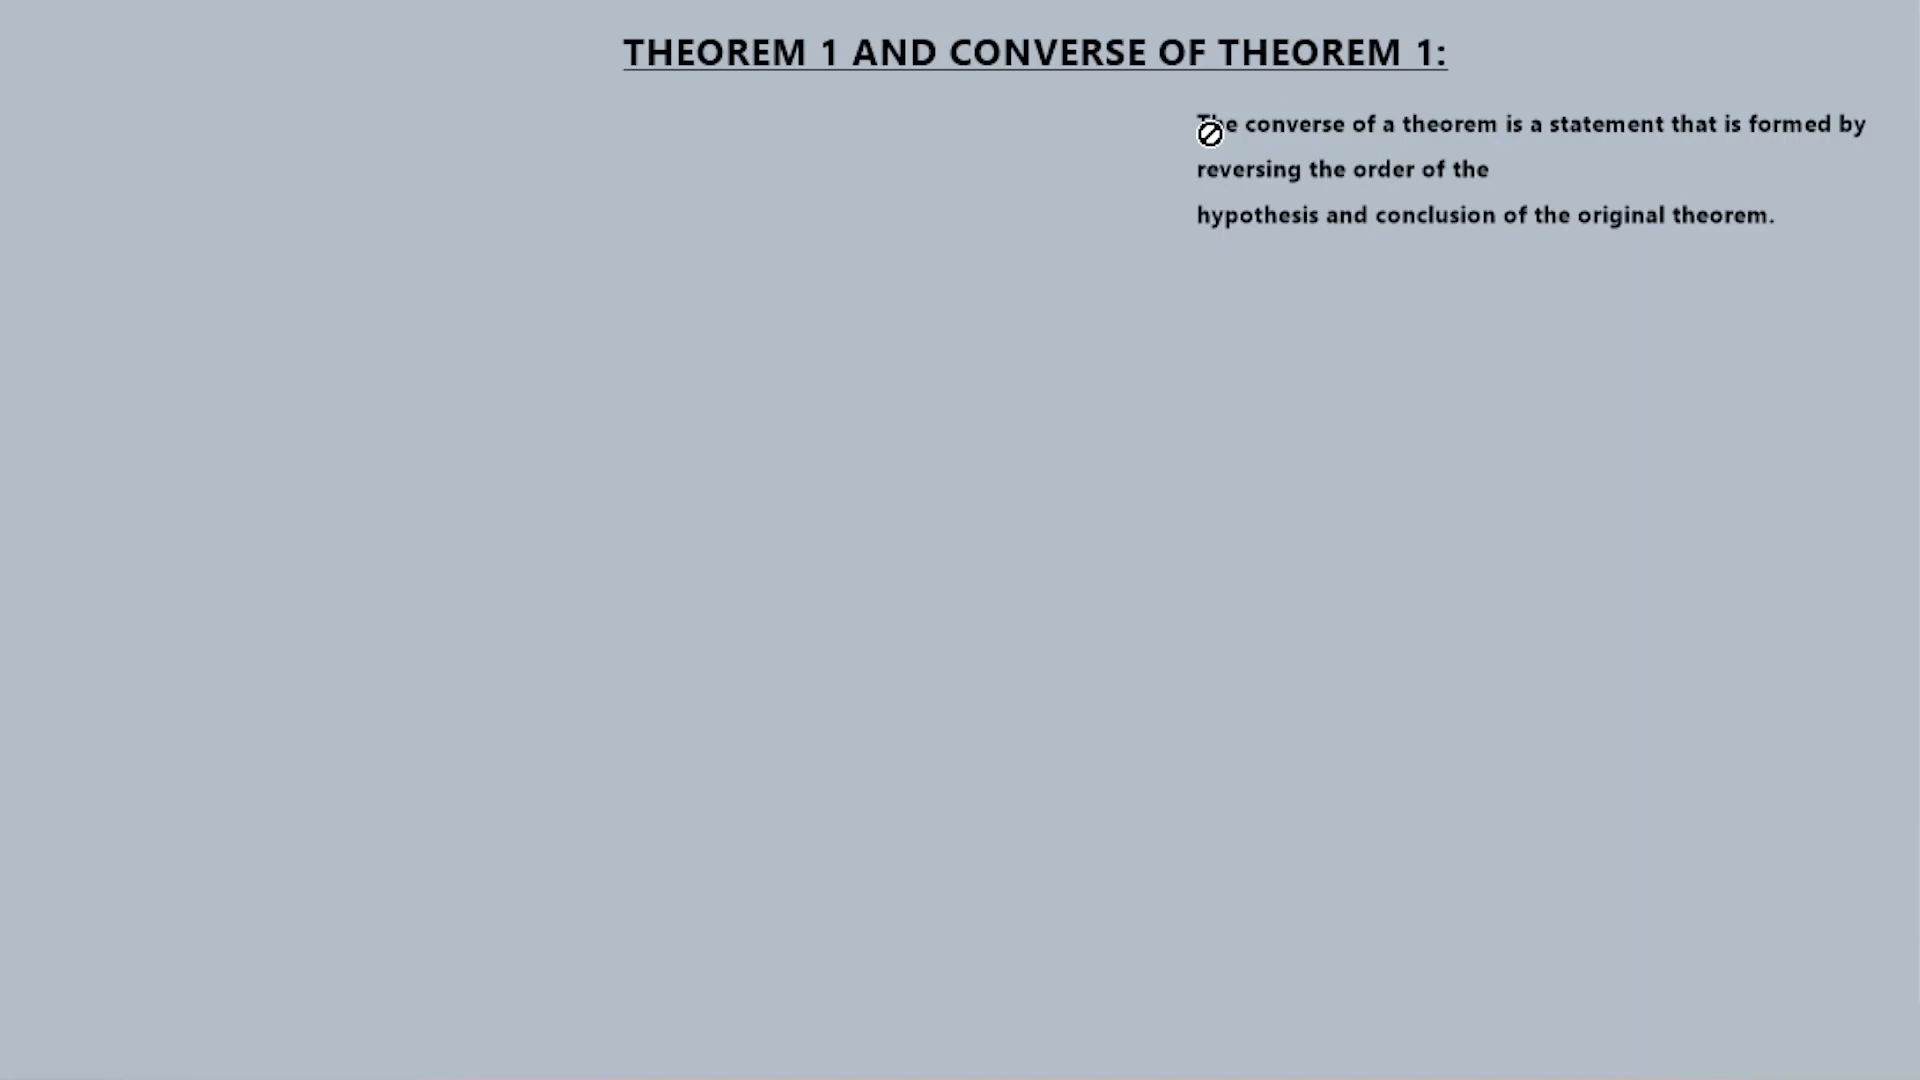 THEOREM 1 AND CONVERSE OF THEOREM 1:
The converse of a theorem is a statement that is formed by
reversing the order of the
hypothesis and conclusion of the original theorem.